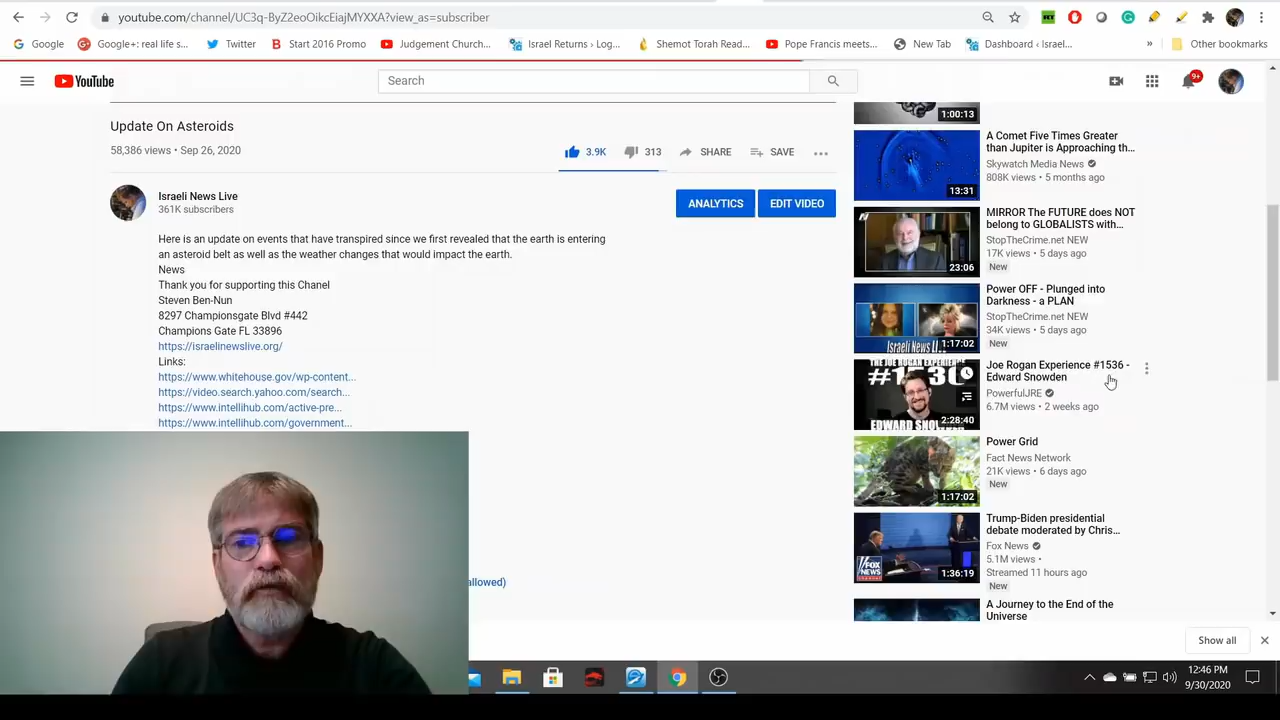 youtube.com/channel/UC3q-ByZ2eoOikcEiajMYXXA?view_as=subscriber
Google
Google+: real life s...
Twitter
Start 2016 Promo
Judgement Church...
Israel Returns › Log...
Shemot Torah Read...
Pope Francis meets...
New Tab
Dashboard ‹ Israel...
»
Other bookmarks
YouTube
Search
9+
Update On Asteroids
58,386 views • Sep 26, 2020
3.9K
313
SHARE
SAVE
Israeli News Live
361K subscribers
ANALYTICS
EDIT VIDEO
Here is an update on events that have transpired since we first revealed that the earth is entering
an asteroid belt as well as the weather changes that would impact the earth.
News
Thank you for supporting this Chanel
Steven Ben-Nun
8297 Championsgate Blvd #442
Champions Gate FL 33896
https://israelinewslive.org/
Links:
https://www.whitehouse.gov/wp-content...
https://video.search.yahoo.com/search...
https://www.intellihub.com/active-pre...
https://www.intellihub.com/government...
allowed)
1:00:13
A Comet Five Times Greater
than Jupiter is Approaching th...
Skywatch Media News
808K views • 5 months ago
13:31
MIRROR The FUTURE does NOT
belong to GLOBALISTS with...
StopTheCrime.net NEW
17K views • 5 days ago
New
23:06
Power OFF - Plunged into
Darkness - a PLAN
StopTheCrime.net NEW
34K views • 5 days ago
New
Israeli News Li
1:17:02
THE JOE ROGAN EXPERIENCE
#1536
EDWARD SNOW
2:28:40
Joe Rogan Experience #1536 -
Edward Snowden
PowerfulJRE
6.7M views • 2 weeks ago
Power Grid
Fact News Network
21K views • 6 days ago
New
1:17:02
Trump-Biden presidential
debate moderated by Chris...
Fox News
5.1M views •
Streamed 11 hours ago
New
FOX
NEWS
1:36:19
A Journey to the End of the
Universe
Show all
12:46 PM
9/30/2020